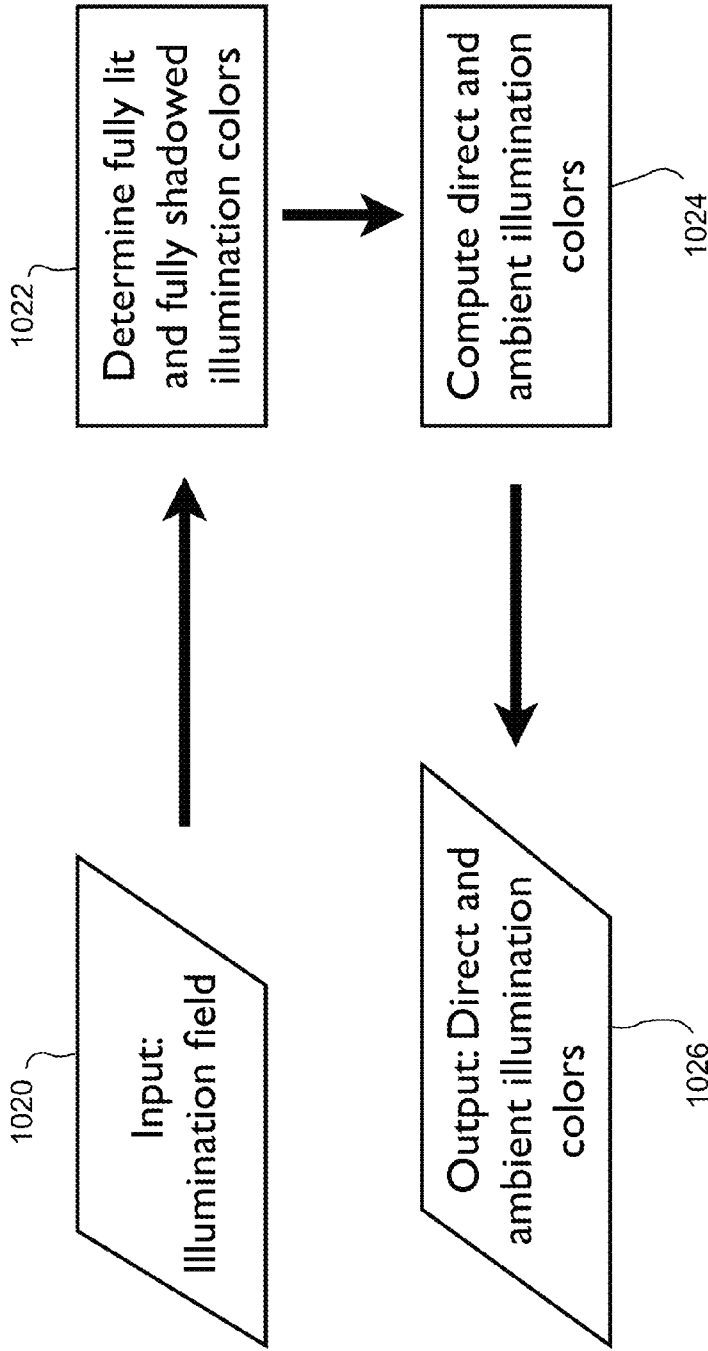 1020
Input:
Illumination field
1022
Determine fully lit
and fully shadowed
illumination colors
Compute direct and
ambient illumination
colors
1024
Output: Direct and
ambient illumination
colors
1026